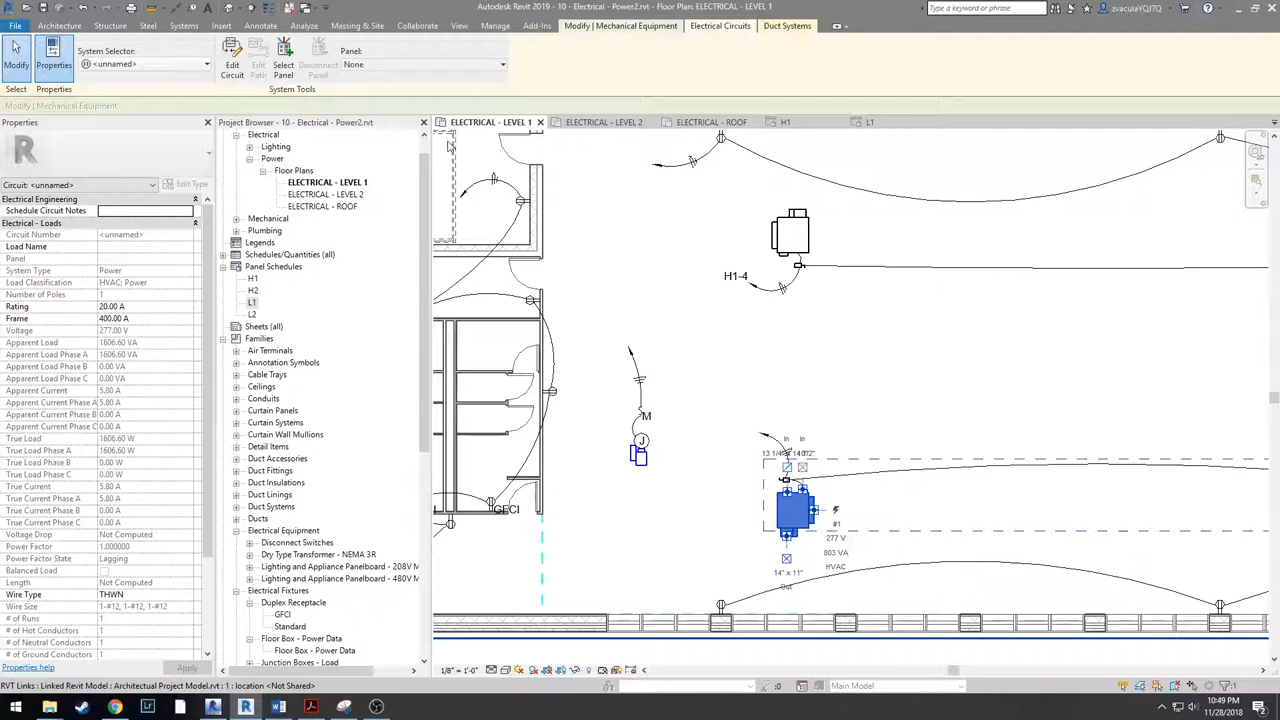 Autodesk Revit 2019 - 10 - Electrical - Power2.rvt - Floor Plan: ELECTRICAL - LEVEL 1
Type a keyword or phrase
zvaculaYQJ7Q
File Architecture Structure Steel Systems Insert Annotate Analyze Massing & Site Collaborate View Manage Add-Ins Modify | Mechanical Equipment Electrical Circuits Duct Systems
Modify
Properties
System Selector:
<unnamed>
Edit Circuit
Edit Path
Select Panel
Disconnect Panel
Panel:
None
Select Properties System Tools
Modify | Mechanical Equipment
Properties
Circuit: <unnamed>
Edit Type
Electrical Engineering
Schedule Circuit Notes
Electrical - Loads
Circuit Number <unnamed>
Load Name
Panel
System Type Power
Load Classification HVAC; Power
Number of Poles 1
Rating 20.00 A
Frame 400.00 A
Voltage 277.00 V
Apparent Load 1606.60 VA
Apparent Load Phase A 1606.60 VA
Apparent Load Phase B 0.00 VA
Apparent Load Phase C 0.00 VA
Apparent Current 5.80 A
Apparent Current Phase A 5.80 A
Apparent Current Phase B 0.00 A
Apparent Current Phase C 0.00 A
True Load 1606.60 W
True Load Phase A 1606.60 W
True Load Phase B 0.00 W
True Load Phase C 0.00 W
True Current 5.80 A
True Current Phase A 5.80 A
True Current Phase B 0.00 A
True Current Phase C 0.00 A
Voltage Drop Not Computed
Power Factor 1.000000
Power Factor State Lagging
Balanced Load
Length Not Computed
Wire Type THWN
Wire Size 1-#12, 1-#12, 1-#12
# of Runs 1
# of Hot Conductors 1
# of Neutral Conductors 1
# of Ground Conductors 1
Properties help
Apply
Project Browser - 10 - Electrical - Power2.rvt
Electrical
Lighting
Power
Floor Plans
ELECTRICAL - LEVEL 1
ELECTRICAL - LEVEL 2
ELECTRICAL - ROOF
Mechanical
Plumbing
Legends
Schedules/Quantities (all)
Panel Schedules
H1
H2
L1
L2
Sheets (all)
Families
Air Terminals
Annotation Symbols
Cable Trays
Ceilings
Conduits
Curtain Panels
Curtain Systems
Curtain Wall Mullions
Detail Items
Duct Accessories
Duct Fittings
Duct Insulations
Duct Linings
Duct Systems
Ducts
Electrical Equipment
Disconnect Switches
Dry Type Transformer - NEMA 3R
Lighting and Appliance Panelboard - 208V M
Lighting and Appliance Panelboard - 480V M
Electrical Fixtures
Duplex Receptacle
GFCI
Standard
Floor Box - Power Data
Floor Box - Power Data
Junction Boxes - Load
ELECTRICAL - LEVEL 1
ELECTRICAL - LEVEL 2
ELECTRICAL - ROOF
H1
L1
H1-4
M
J
GFCI
In In
#1
277 V
803 VA
HVAC
14" x 11"
Out
1/8" = 1'-0"
RVT Links : Linked Revit Model : Architectual Project Model.rvt : 1 : location <Not Shared>
:0
Main Model
:1
10:49 PM
11/28/2018